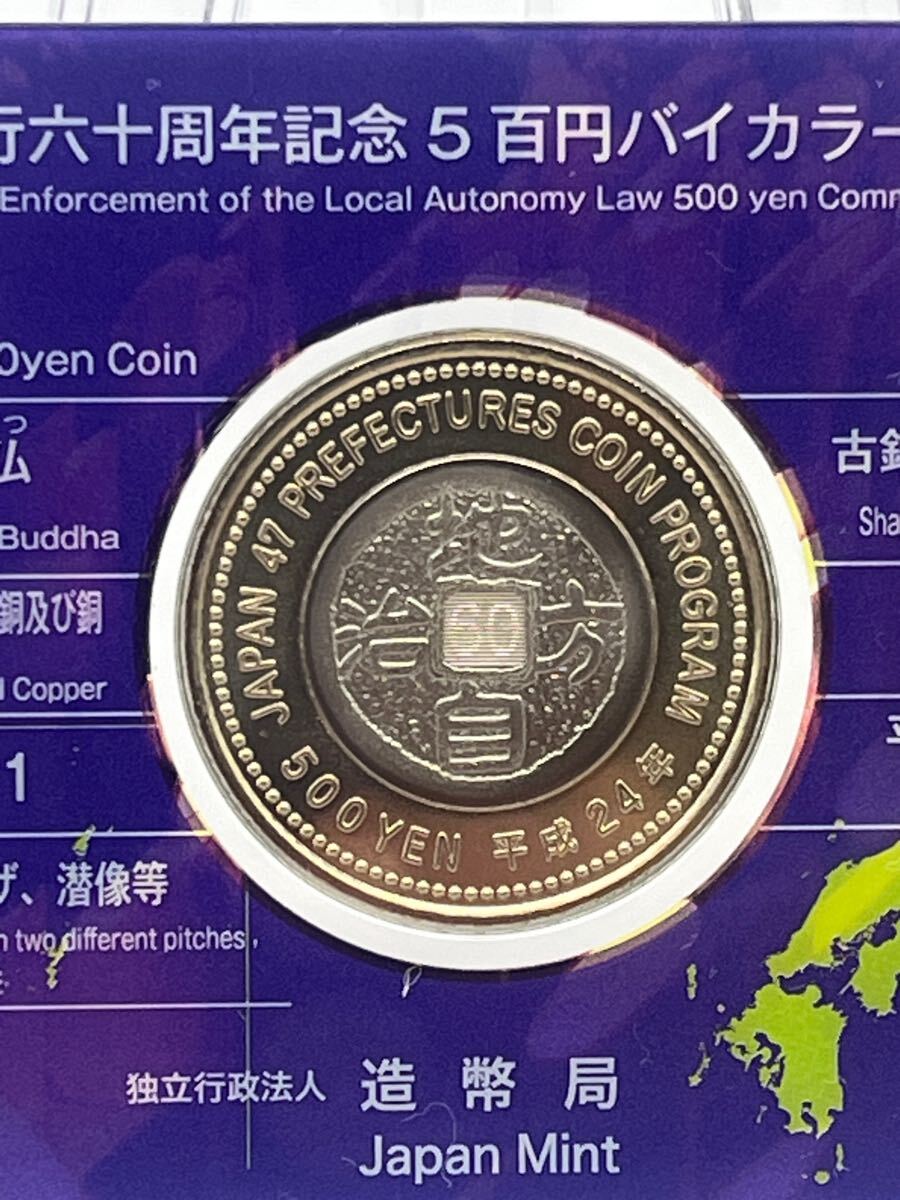 行六十周年記念5百円バイカラー
Enforcement of the Local Autonomy Law 500 yen Comm
0yen Coin
つ
仏
Buddha
古銭
Sha
銅及び銅
Copper
1
ザ、潜像等
n two different pitches,
JAPAN 47 PREFECTURES COIN PROGRAM
500 YEN 平成24年
地方自治
60
独立行政法人 造幣局
Japan Mint